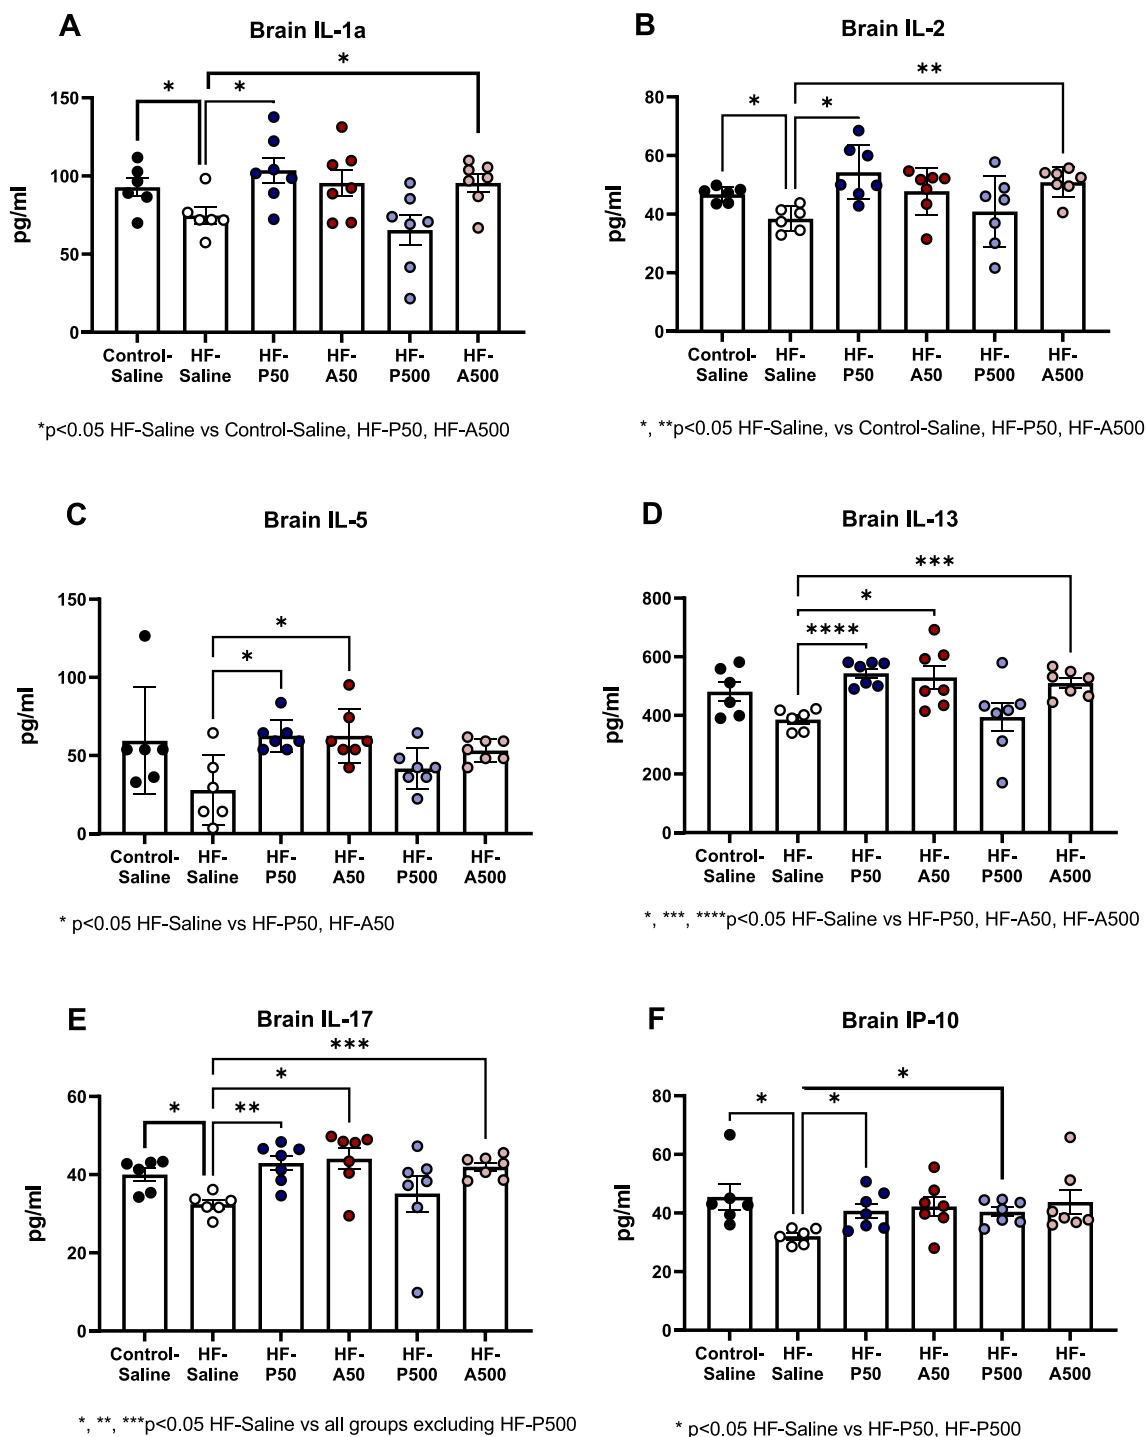 A
Brain IL-1a
*
*
*
pg/ml
150
100
50
0
Control-
Saline
HF-
Saline
HF-
P50
HF-
A50
HF-
P500
HF-
A500
*p<0.05 HF-Saline vs Control-Saline, HF-P50, HF-A500
B
Brain IL-2
**
*
*
pg/ml
80
60
40
20
0
Control-
Saline
HF-
Saline
HF-
P50
HF-
A50
HF-
P500
HF-
A500
*, **p<0.05 HF-Saline, vs Control-Saline, HF-P50, HF-A500
C
Brain IL-5
*
*
pg/ml
150
100
50
0
Control-
Saline
HF-
Saline
HF-
P50
HF-
A50
HF-
P500
HF-
A500
* p<0.05 HF-Saline vs HF-P50, HF-A50
D
Brain IL-13
***
*
****
pg/ml
800
600
400
200
0
Control-
Saline
HF-
Saline
HF-
P50
HF-
A50
HF-
P500
HF-
A500
*, ***, ****p<0.05 HF-Saline vs HF-P50, HF-A50, HF-A500
E
Brain IL-17
***
*
*
**
pg/ml
60
40
20
0
Control-
Saline
HF-
Saline
HF-
P50
HF-
A50
HF-
P500
HF-
A500
*, **, ***p<0.05 HF-Saline vs all groups excluding HF-P500
F
Brain IP-10
*
*
*
pg/ml
80
60
40
20
0
Control-
Saline
HF-
Saline
HF-
P50
HF-
A50
HF-
P500
HF-
A500
* p<0.05 HF-Saline vs HF-P50, HF-P500